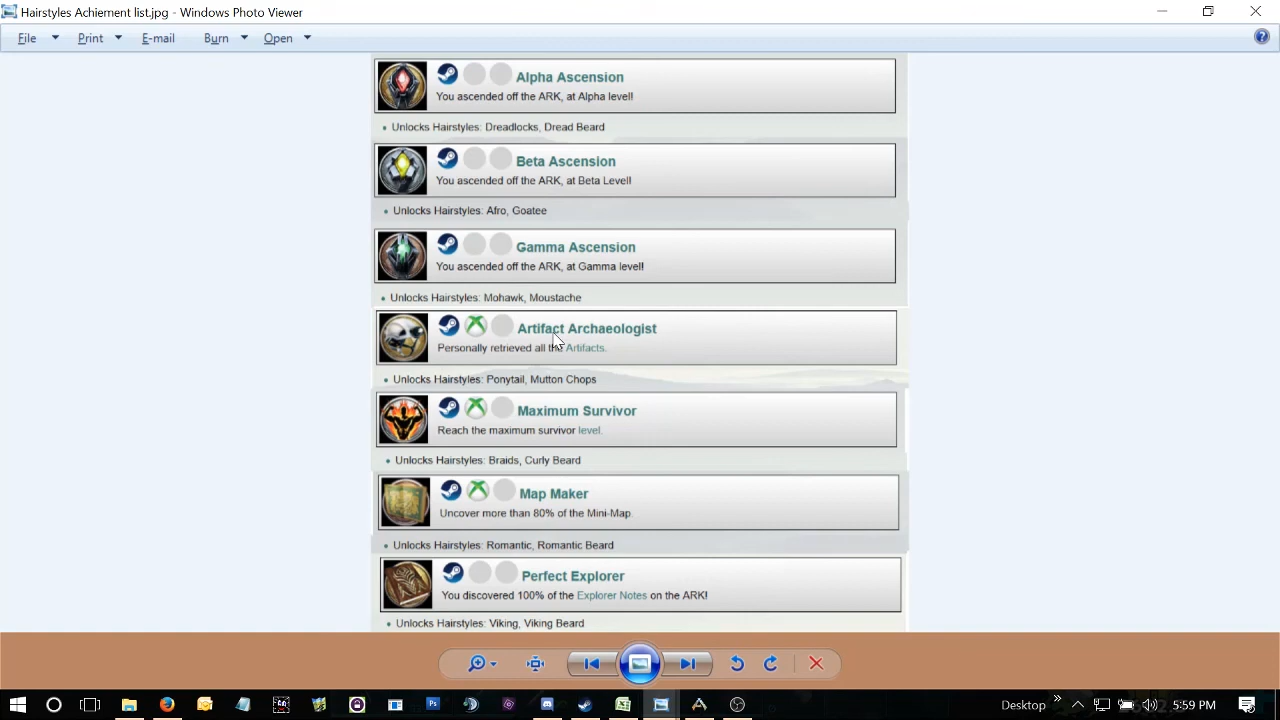 Hairstyles Achiement list.jpg - Windows Photo Viewer
File Print E-mail Burn Open
Alpha Ascension
You ascended off the ARK, at Alpha level!
Unlocks Hairstyles: Dreadlocks, Dread Beard
Beta Ascension
You ascended off the ARK, at Beta Level!
Unlocks Hairstyles: Afro, Goatee
Gamma Ascension
You ascended off the ARK, at Gamma level!
Unlocks Hairstyles: Mohawk, Moustache
Artifact Archaeologist
Personally retrieved all the Artifacts.
Unlocks Hairstyles: Ponytail, Mutton Chops
Maximum Survivor
Reach the maximum survivor level.
Unlocks Hairstyles: Braids, Curly Beard
Map Maker
Uncover more than 80% of the Mini-Map.
Unlocks Hairstyles: Romantic, Romantic Beard
Perfect Explorer
You discovered 100% of the Explorer Notes on the ARK!
Unlocks Hairstyles: Viking, Viking Beard
Desktop 5:59 PM